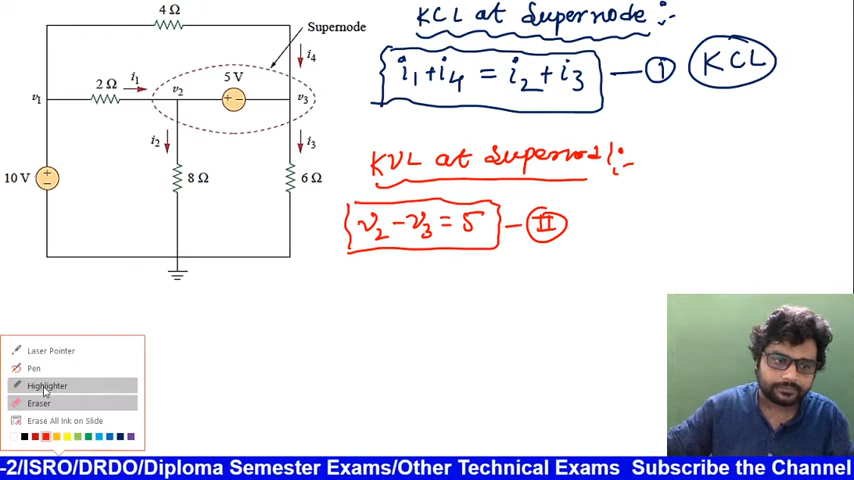 4 Ω
Supernode
i4
i1
2 Ω
v2
5 V
+ −
v1
v3
i2
i3
10 V
+
−
8 Ω
6 Ω
KCL at Supernode :-
i1+i4 = i2+i3 — I
KCL
KVL at Supernode :-
v2 − v3 = 5 — II
Laser Pointer
Pen
Highlighter
Eraser
Erase All Ink on Slide
-2/ISRO/DRDO/Diploma Semester Exams/Other Technical Exams Subscribe the Channel